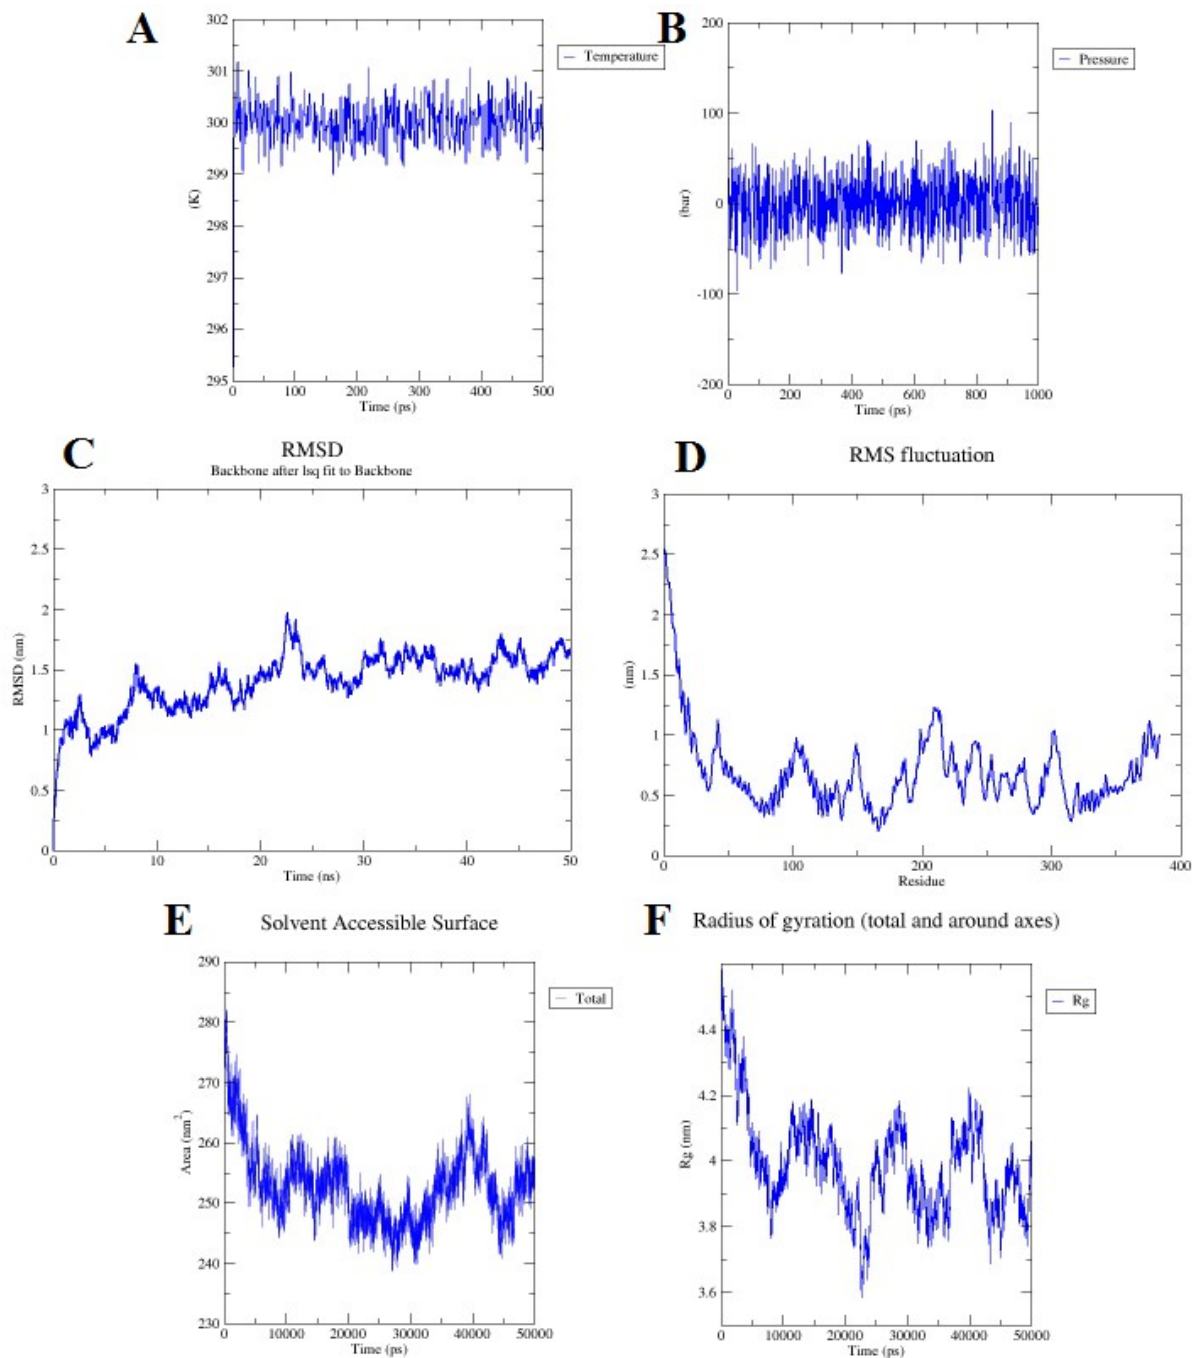 A
302
301
300
299
298
297
296
295
(K)
0
100
200
300
400
500
Time (ps)
Temperature
B
200
100
0
-100
-200
(bar)
0
200
400
600
800
1000
Time (ps)
Pressure
C
RMSD
Backbone after lsq fit to Backbone
3
2.5
2
1.5
1
0.5
0
RMSD (nm)
0
10
20
30
40
50
Time (ns)
D
RMS fluctuation
3
2.5
2
1.5
1
0.5
0
(nm)
0
100
200
300
400
Residue
E
Solvent Accessible Surface
290
280
270
260
250
240
230
Area (nm²)
0
10000
20000
30000
40000
50000
Time (ps)
Total
F
Radius of gyration (total and around axes)
4.4
4.2
4
3.8
3.6
Rg (nm)
0
10000
20000
30000
40000
50000
Time (ps)
Rg